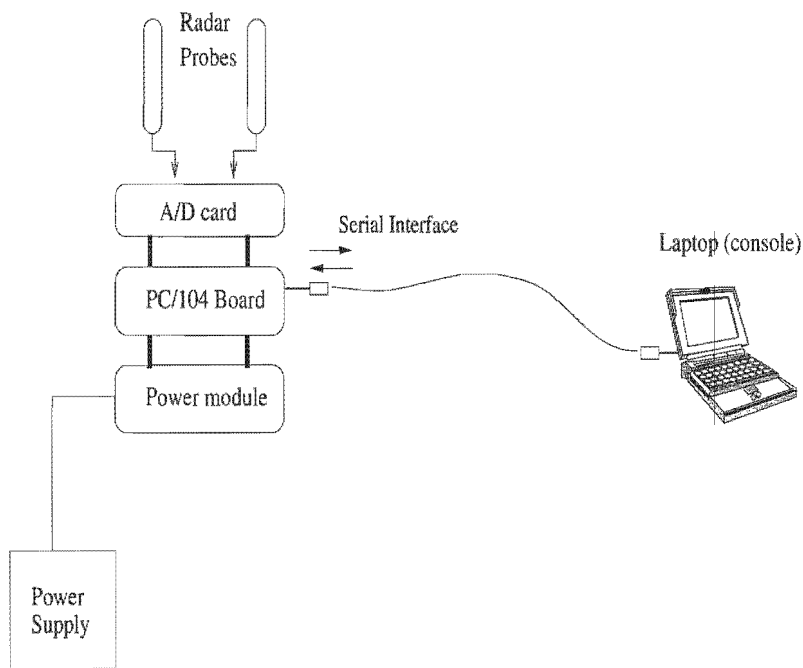 Radar
Probes
A/D card
Serial Interface
Laptop (console)
PC/104 Board
Power module
Power
Supply